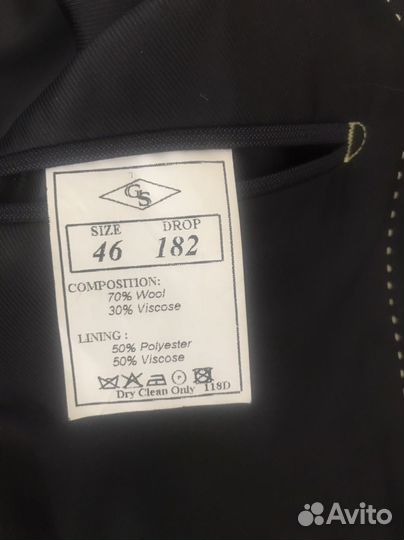 GS
SIZE DROP
46 182
COMPOSITION:
70% Wool
30% Viscose
LINING :
50% Polyester
50% Viscose
P
Dry Clean Only 118D
Avito